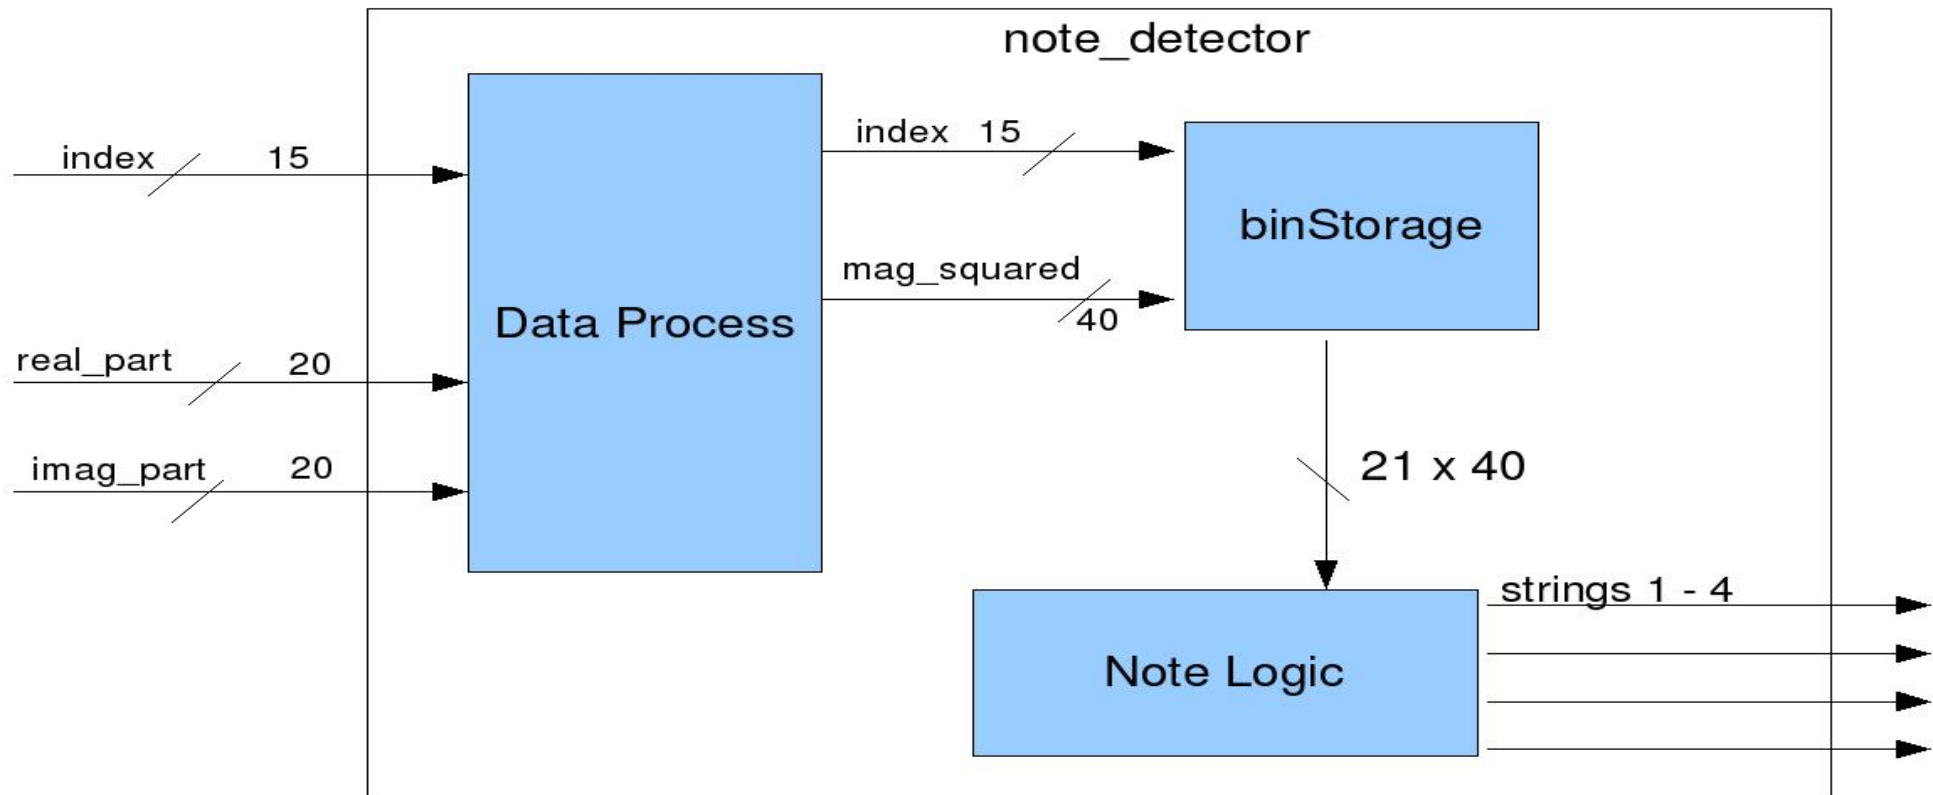 note_detector
index 15
index 15
binStorage
mag_squared
40
Data Process
real_part 20
imag_part 20
21 x 40
strings 1 - 4
Note Logic